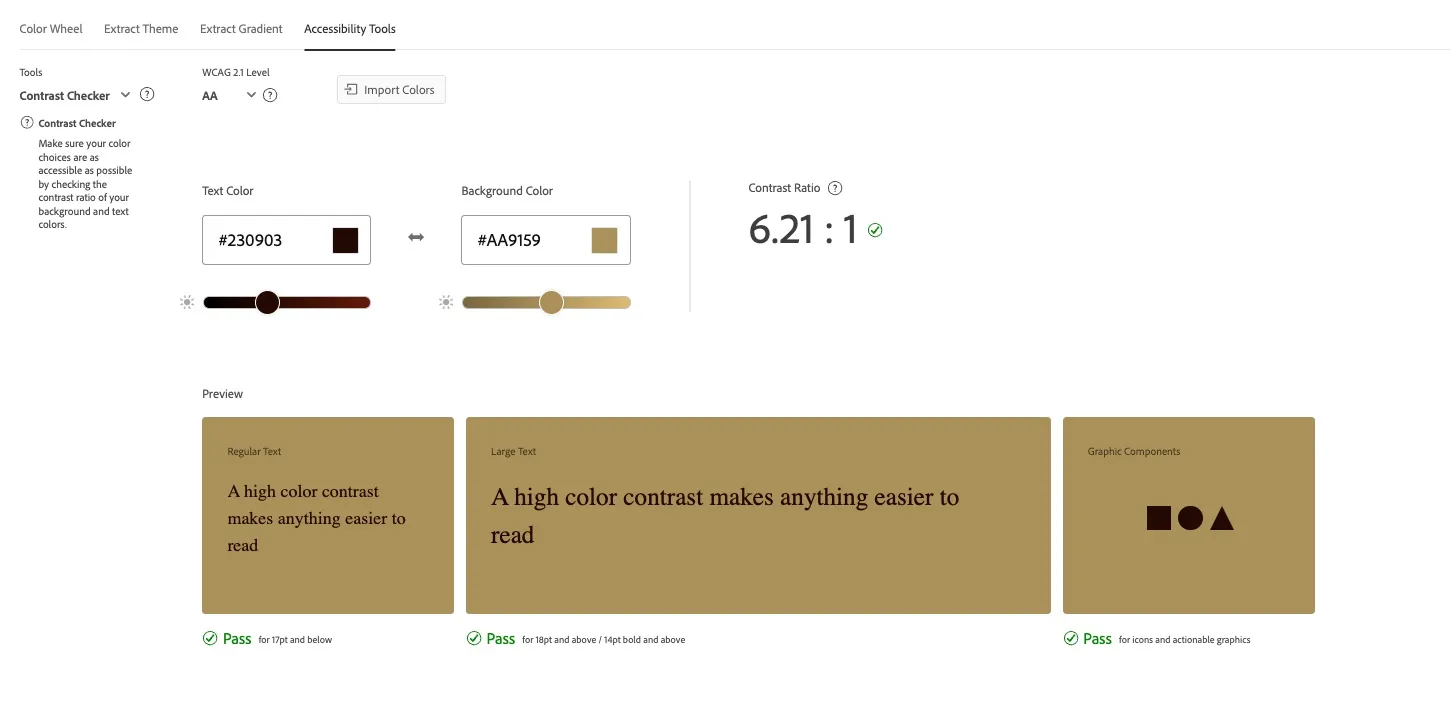 Color Wheel Extract Theme Extract Gradient Accessibility Tools
Tools
Contrast Checker ?
? Contrast Checker
Make sure your color
choices are as
accessible as possible
by checking the
contrast ratio of your
background and text
colors.
WCAG 2.1 Level
AA ?
Import Colors
Text Color
#230903
Background Color
#AA9159
Contrast Ratio ?
6.21 : 1
Preview
Regular Text
A high color contrast
makes anything easier to
read
Pass for 17pt and below
Large Text
A high color contrast makes anything easier to
read
Pass for 18pt and above / 14pt bold and above
Graphic Components
Pass for icons and actionable graphics